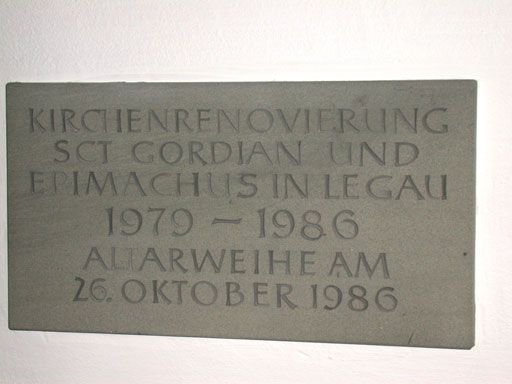 KIRCHENRENOVIERUNG
SCT GORDIAN UND
EPIMACHUS IN LEGAU
1979 – 1986
ALTARWEIHE AM
26. OKTOBER 1986